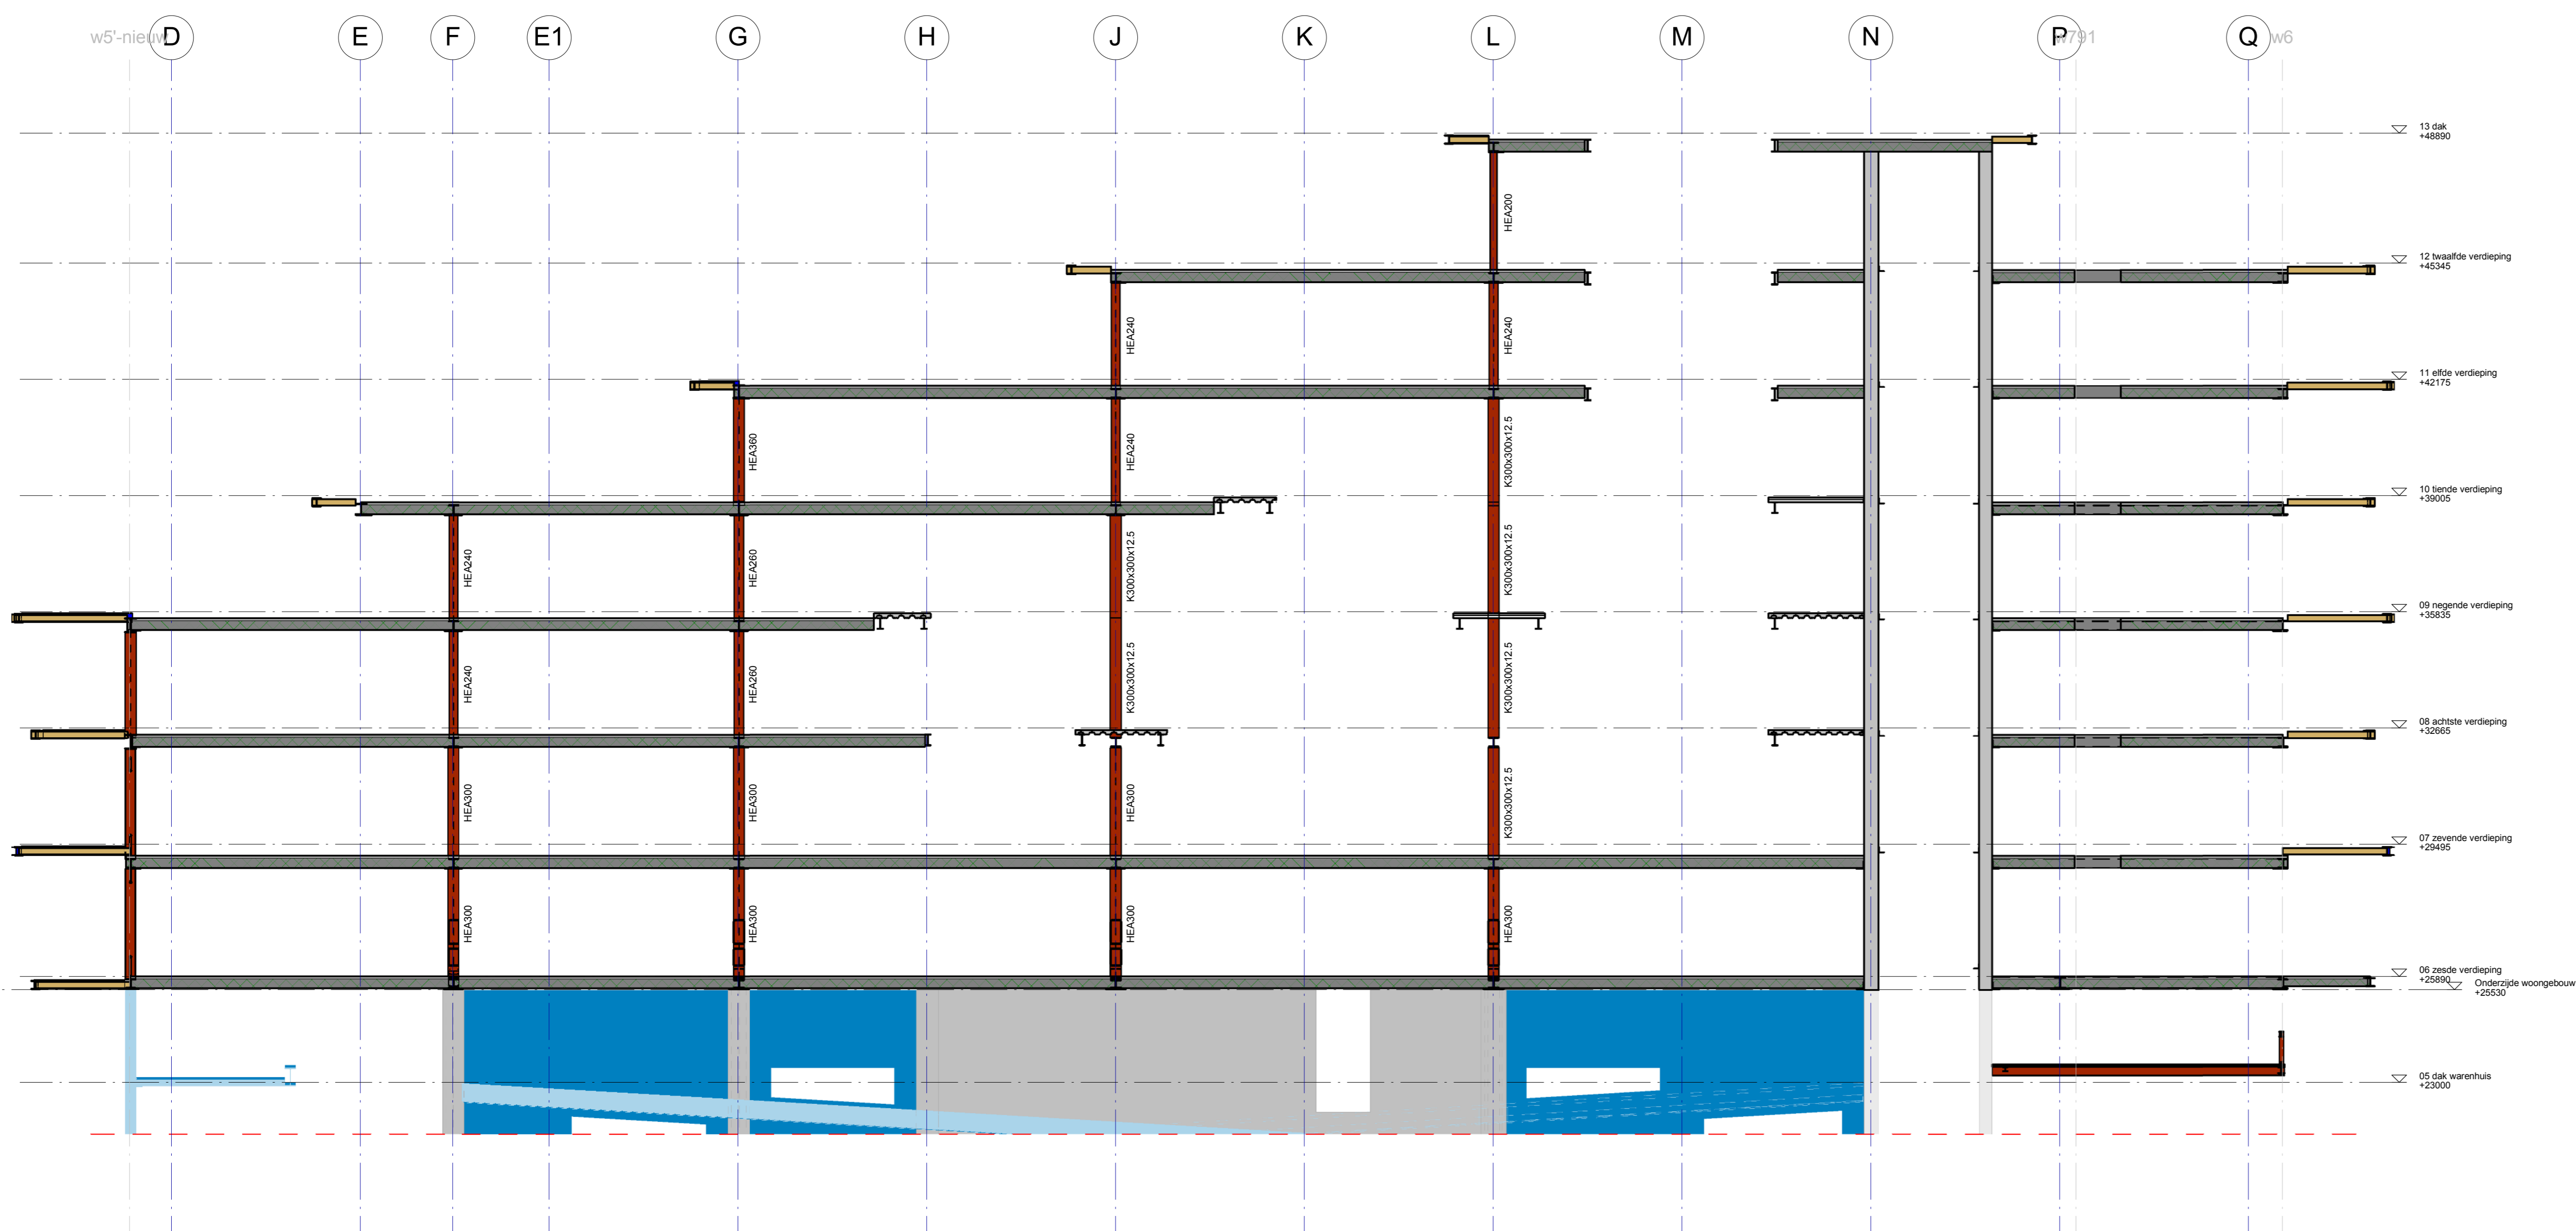 w5'-nieuw D E F E1 G H J K L M N P w791 Q w6
13 dak
+48890
HEA200
12 twaalfde verdieping
+45345
HEA240 HEA240
11 elfde verdieping
+42175
HEA360 HEA240 K300x300x12.5
10 tiende verdieping
+39005
HEA240 HEA260 K300x300x12.5 K300x300x12.5
09 negende verdieping
+35835
HEA240 HEA260 K300x300x12.5 K300x300x12.5
08 achtste verdieping
+32665
HEA300 HEA300 HEA300 K300x300x12.5
07 zevende verdieping
+29495
HEA300 HEA300 HEA300 HEA300
06 zesde verdieping
+25890
Onderzijde woongebouw
+25530
05 dak warenhuis
+23000